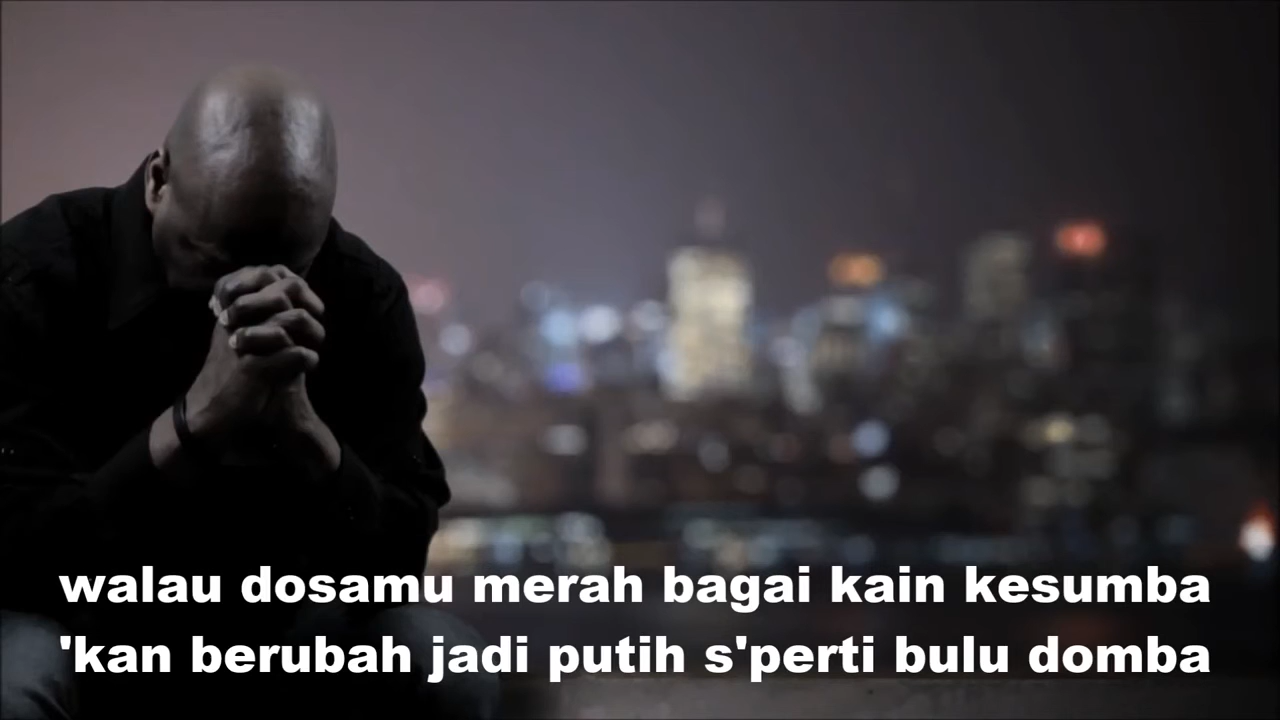 walau dosamu merah bagai kain kesumba
'kan berubah jadi putih s'perti bulu domba